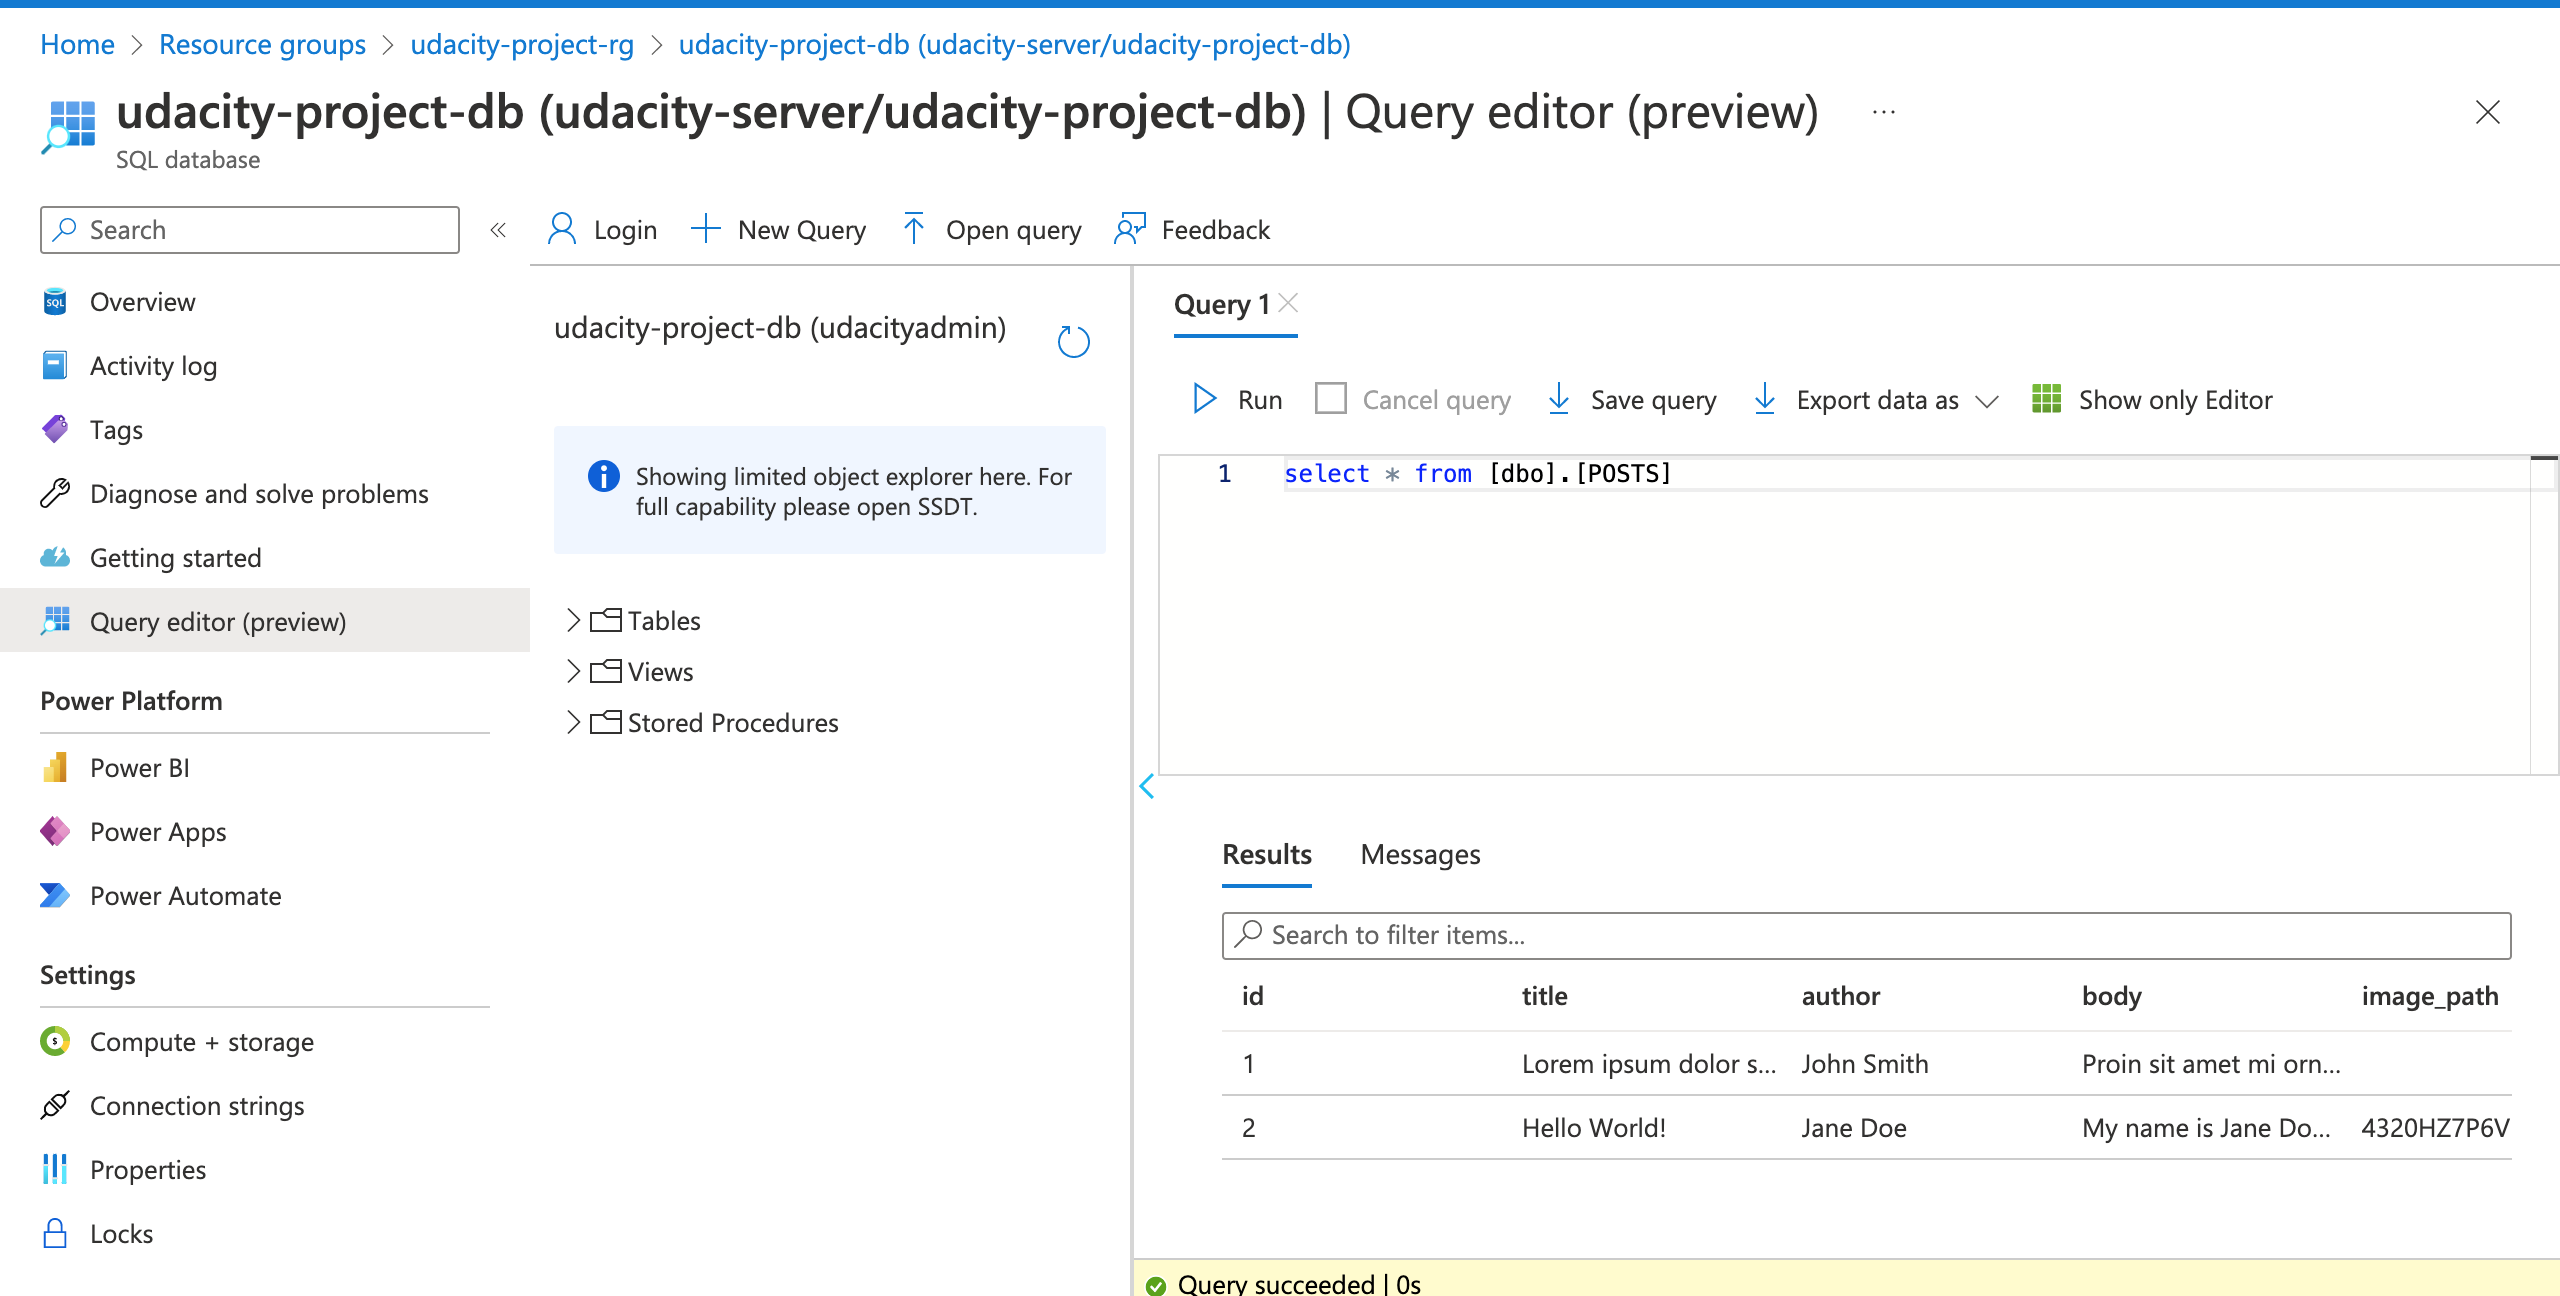 Home > Resource groups > udacity-project-rg > udacity-project-db (udacity-server/udacity-project-db)
udacity-project-db (udacity-server/udacity-project-db) | Query editor (preview) ...
SQL database
Search
«
Login
New Query
Open query
Feedback
SQL
Overview
Activity log
Tags
Diagnose and solve problems
Getting started
Query editor (preview)
Power Platform
Power BI
Power Apps
Power Automate
Settings
Compute + storage
Connection strings
Properties
Locks
udacity-project-db (udacityadmin)
Showing limited object explorer here. For
full capability please open SSDT.
Tables
Views
Stored Procedures
Query 1
Run
Cancel query
Save query
Export data as
Show only Editor
1 select * from [dbo].[POSTS]
Results Messages
Search to filter items...
id title author body image_path
1 Lorem ipsum dolor s... John Smith Proin sit amet mi orn...
2 Hello World! Jane Doe My name is Jane Do... 4320HZ7P6V
Query succeeded | 0s